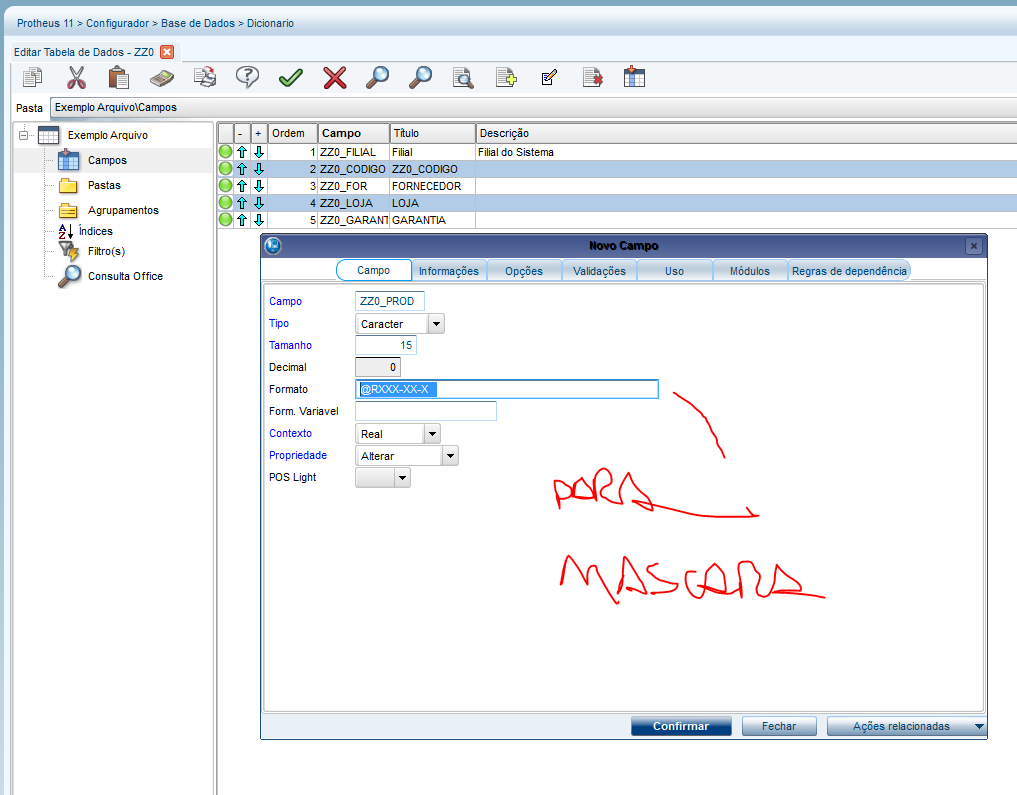 Protheus 11 > Configurador > Base de Dados > Dicionario
Editar Tabela de Dados - ZZ0
Pasta Exemplo Arquivo\Campos
Exemplo Arquivo
Campos
Pastas
Agrupamentos
Índices
Filtro(s)
Consulta Office
- + Ordem Campo Título Descrição
1 ZZ0_FILIAL Filial Filial do Sistema
2 ZZ0_CODIGO ZZ0_CODIGO
3 ZZ0_FOR FORNECEDOR
4 ZZ0_LOJA LOJA
5 ZZ0_GARANT GARANTIA
Novo Campo
Campo Informações Opções Validações Uso Módulos Regras de dependência
Campo ZZ0_PROD
Tipo Caracter
Tamanho 15
Decimal 0
Formato @RXXX-XX-X
Form. Variavel
Contexto Real
Propriedade Alterar
POS Light
PARA
MASCARA
Confirmar Fechar Ações relacionadas